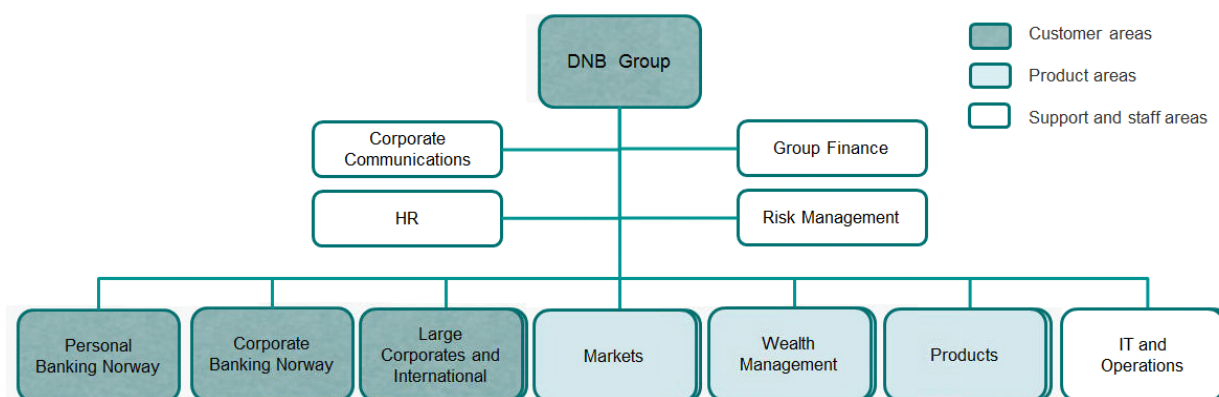 DNB Group
Customer areas
Product areas
Support and staff areas
Corporate
Communications
Group Finance
HR
Risk Management
Personal
Banking Norway
Corporate
Banking Norway
Large
Corporates and
International
Markets
Wealth
Management
Products
IT and
Operations